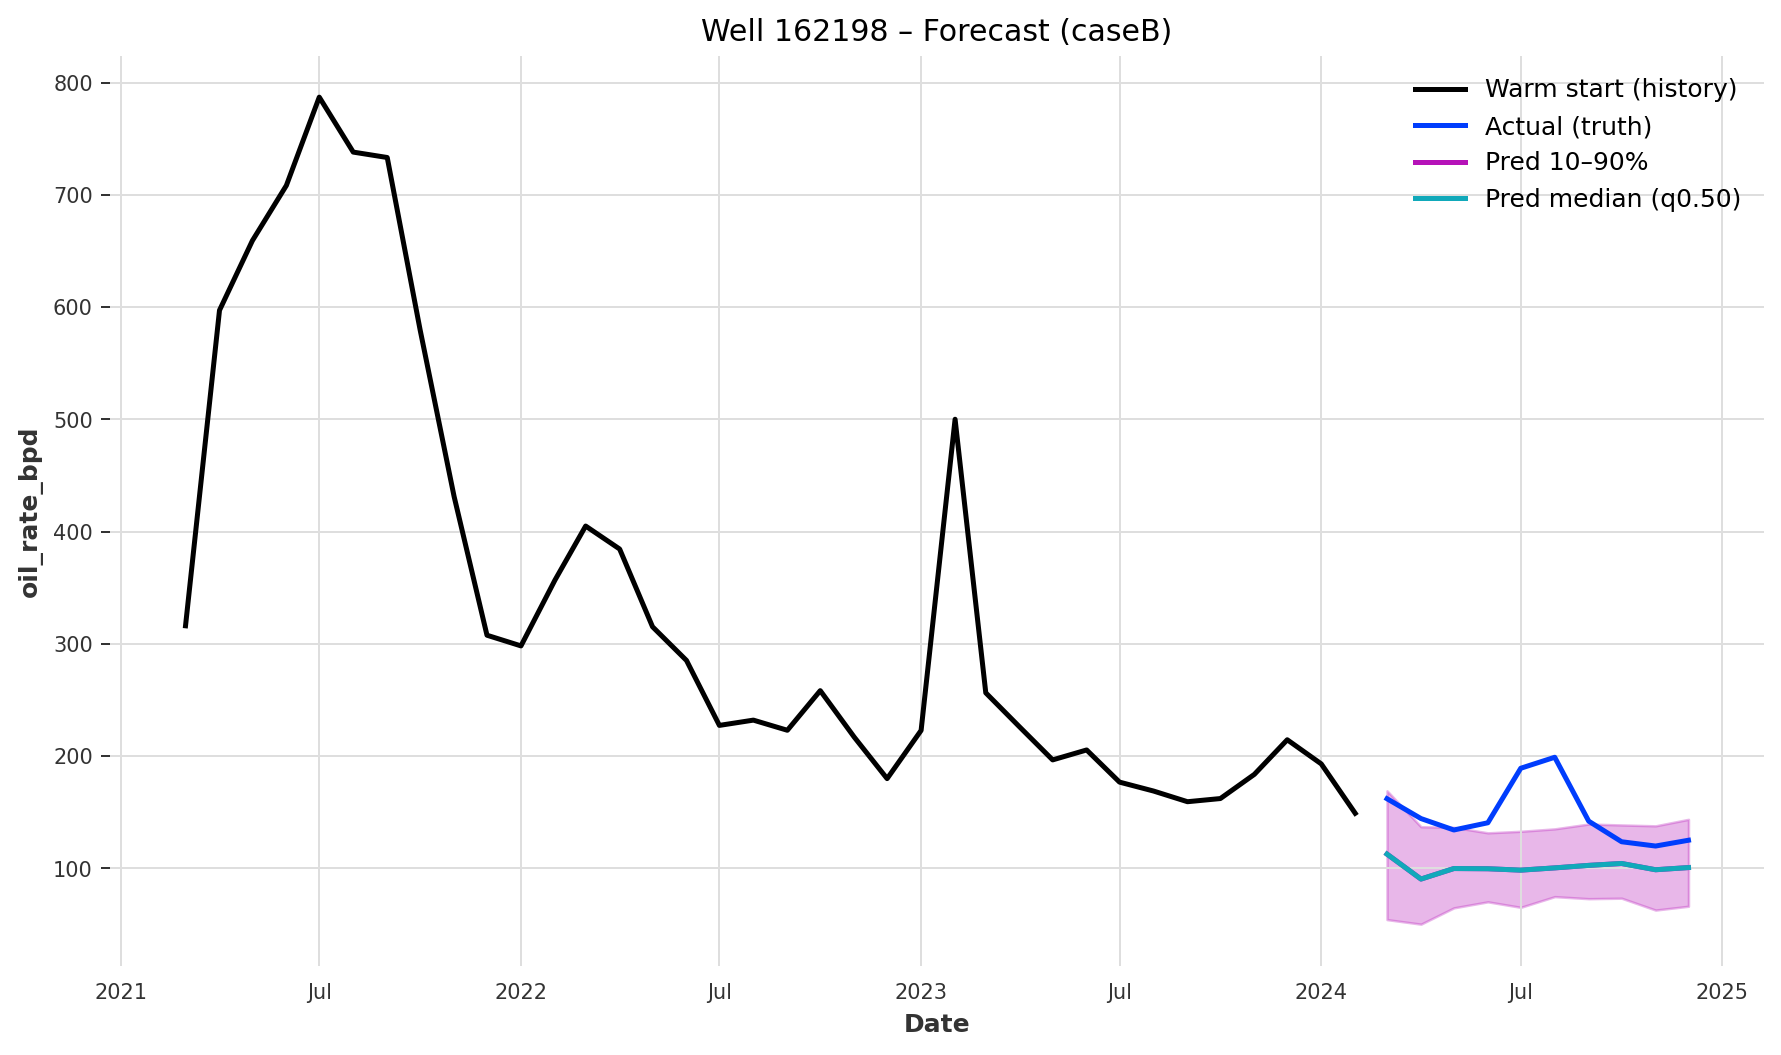 Well 162198 – Forecast (caseB)
Warm start (history)
Actual (truth)
Pred 10–90%
Pred median (q0.50)
oil_rate_bpd
800
700
600
500
400
300
200
100
2021
Jul
2022
Jul
2023
Jul
2024
Jul
2025
Date